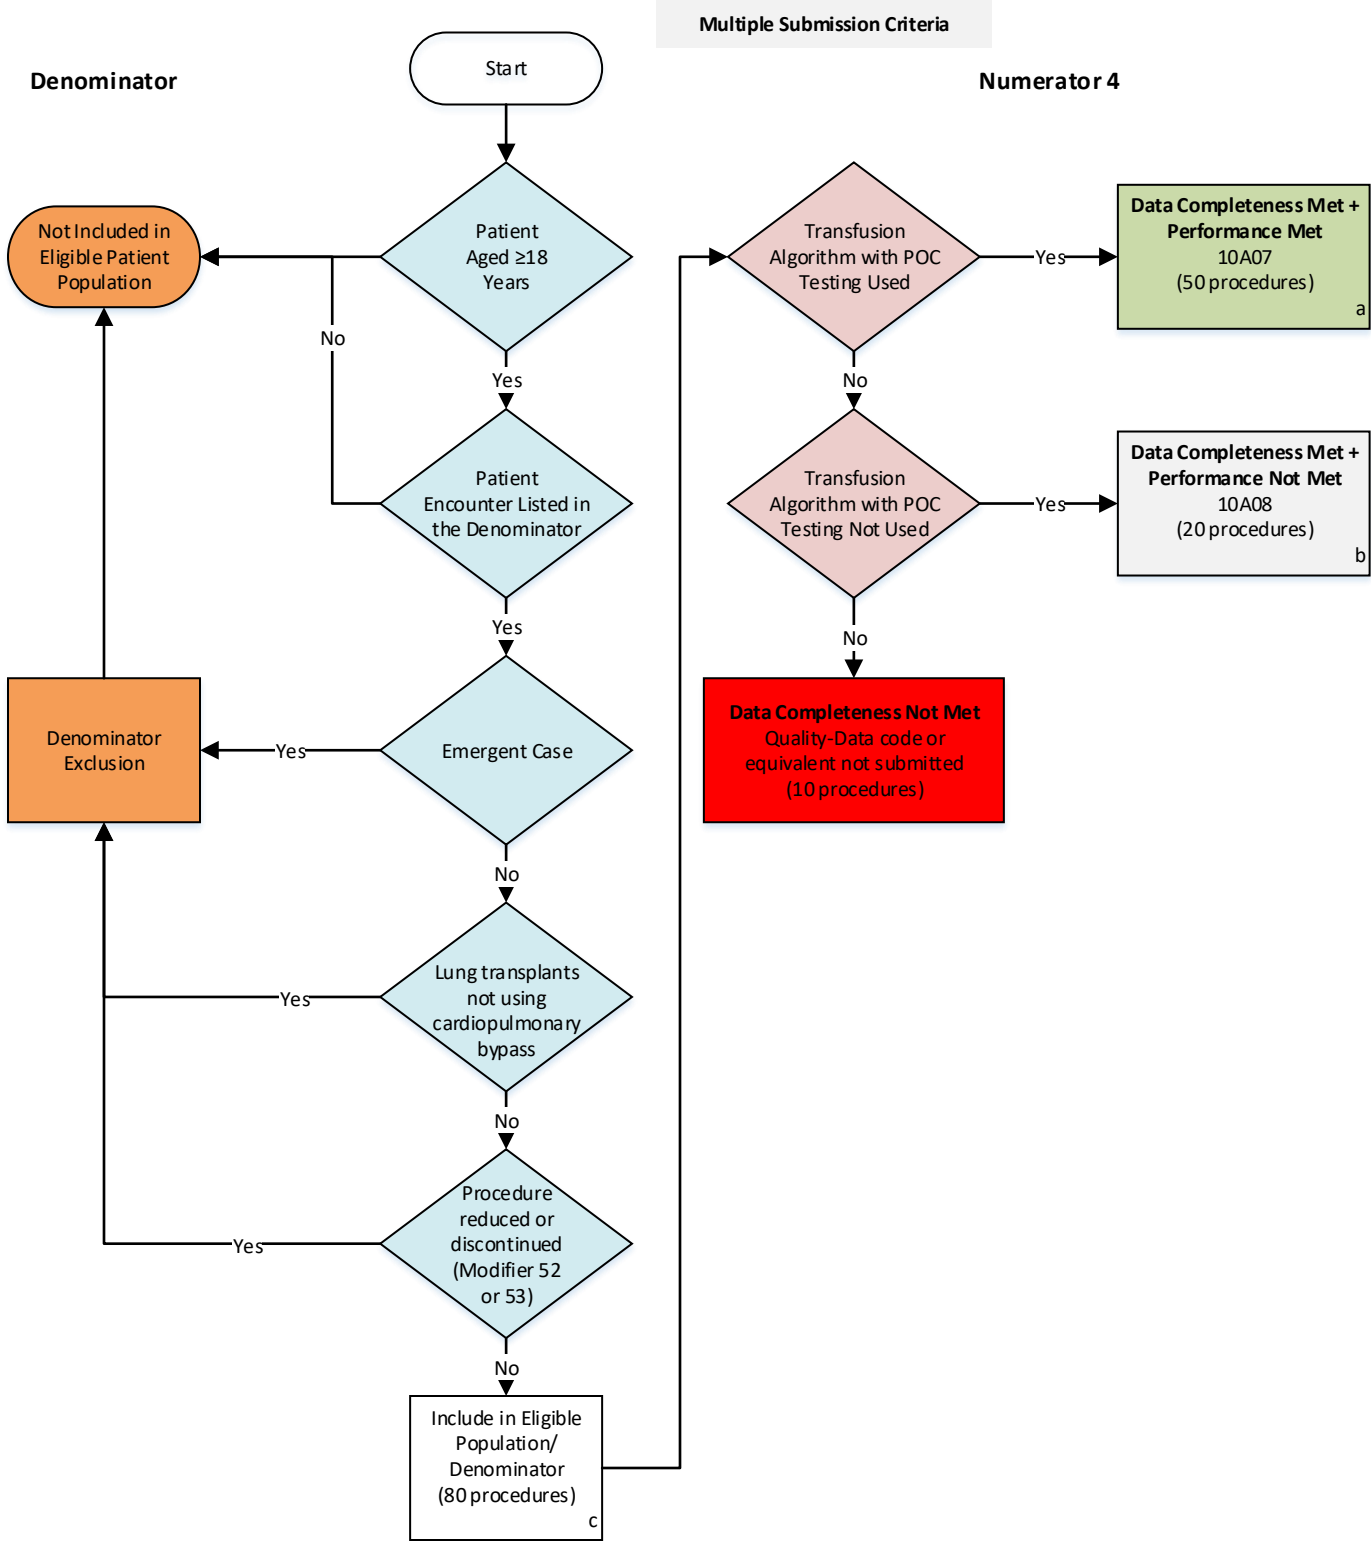 Multiple Submission Criteria
Denominator
Numerator 4
Start
Patient
Aged ≥18
Years
Not Included in
Eligible Patient
Population
No
Yes
Patient
Encounter Listed in
the Denominator
Yes
Emergent Case
Yes
Denominator
Exclusion
No
Lung transplants
not using
cardiopulmonary
bypass
Yes
No
Procedure
reduced or
discontinued
(Modifier 52
or 53)
Yes
No
Include in Eligible
Population/
Denominator
(80 procedures)
c
Transfusion
Algorithm with POC
Testing Used
Yes
Data Completeness Met +
Performance Met
10A07
(50 procedures)
a
No
Transfusion
Algorithm with POC
Testing Not Used
Yes
Data Completeness Met +
Performance Not Met
10A08
(20 procedures)
b
No
Data Completeness Not Met
Quality-Data code or
equivalent not submitted
(10 procedures)